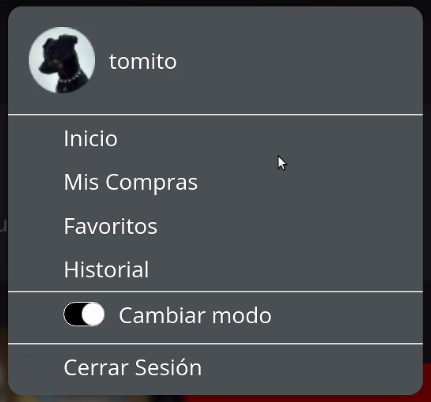 tomito
Inicio
Mis Compras
Favoritos
Historial
Cambiar modo
Cerrar Sesión